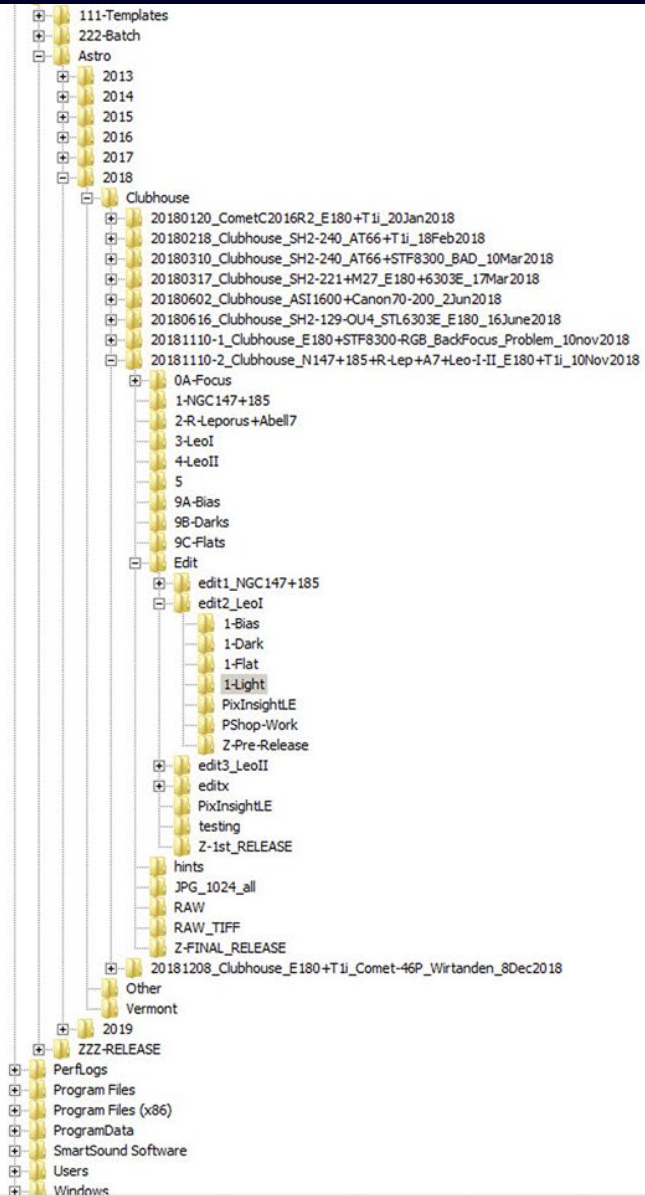 111-Templates
222-Batch
Astro
2013
2014
2015
2016
2017
2018
Clubhouse
20180120_CometC2016R2_E180+T1i_20Jan2018
20180218_Clubhouse_SH2-240_AT66+T1i_18Feb2018
20180310_Clubhouse_SH2-240_AT66+STF8300_BAD_10Mar2018
20180317_Clubhouse_SH2-221+M27_E180+6303E_17Mar2018
20180602_Clubhouse_ASI1600+Canon70-200_2Jun2018
20180616_Clubhouse_SH2-129-OU4_STL6303E_E180_16June2018
20181110-1_Clubhouse_E180+STF8300-RGB_BackFocus_Problem_10nov2018
20181110-2_Clubhouse_N147+185+R-Lep+A7+Leo-I-II_E180+T1i_10Nov2018
0A-Focus
1-NGC147+185
2-R-Leporus+Abell7
3-LeoI
4-LeoII
5
9A-Bias
9B-Darks
9C-Flats
Edit
edit1_NGC147+185
edit2_LeoI
1-Bias
1-Dark
1-Flat
1-Light
PixInsightLE
PShop-Work
Z-Pre-Release
edit3_LeoII
editx
PixInsightLE
testing
Z-1st_RELEASE
hints
JPG_1024_all
RAW
RAW_TIFF
Z-FINAL_RELEASE
20181208_Clubhouse_E180+T1i_Comet-46P_Wirtanden_8Dec2018
Other
Vermont
2019
ZZZ-RELEASE
PerfLogs
Program Files
Program Files (x86)
ProgramData
SmartSound Software
Users
Windows